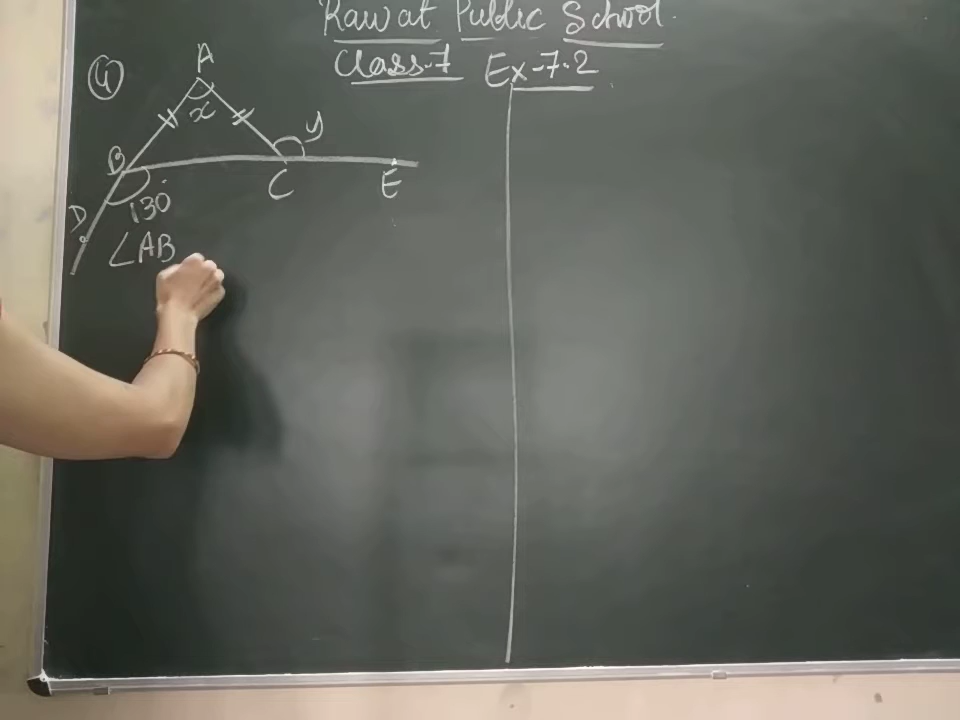 Rawat Public School.
Class-7 Ex-7.2
4
A
x
y
B
C
E
130°
D
∠AB